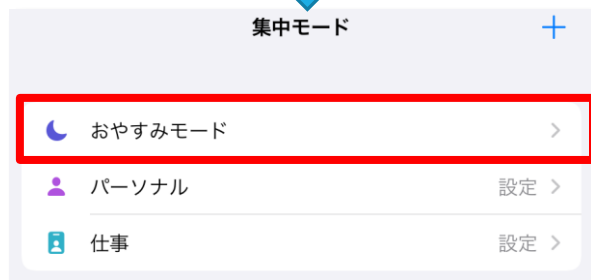 集中モード
おやすみモード
パーソナル 設定
仕事 設定